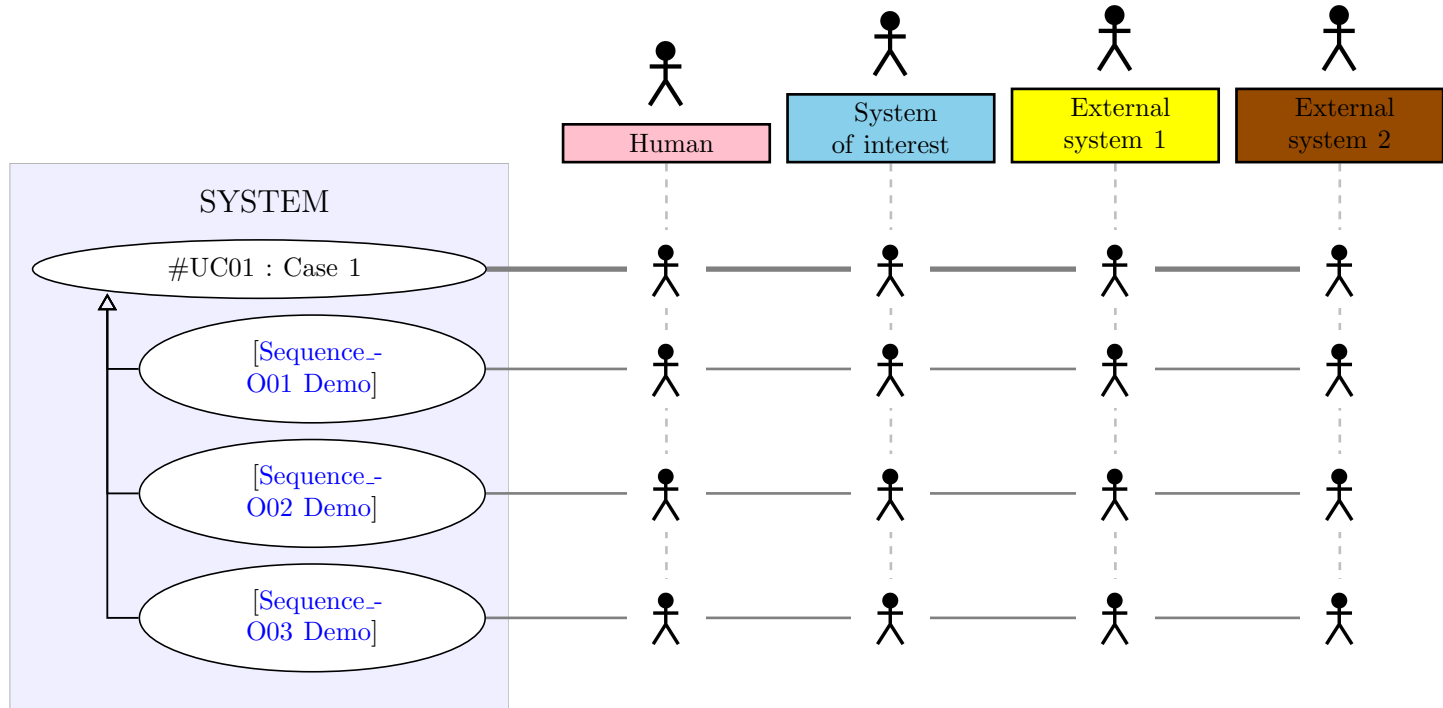 Human
System
of interest
External
system 1
External
system 2
SYSTEM
#UC01 : Case 1
[Sequence_-
O01 Demo]
[Sequence_-
O02 Demo]
[Sequence_-
O03 Demo]